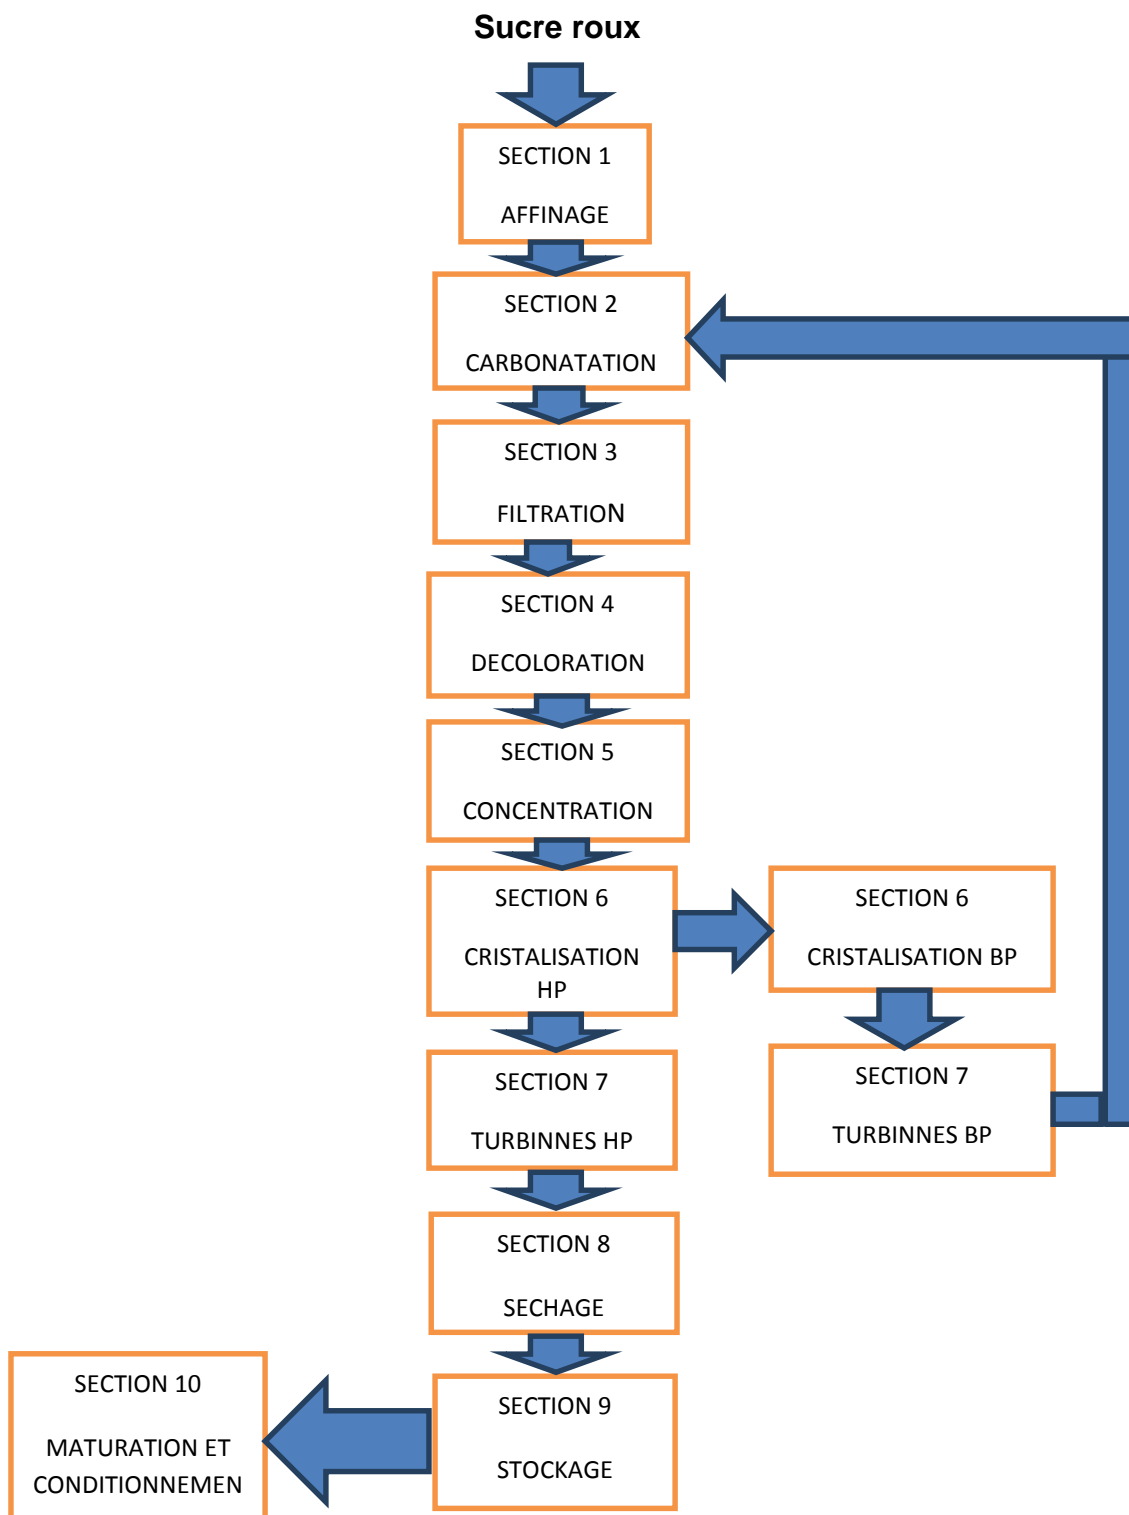 Sucre roux
SECTION 1
AFFINAGE
SECTION 2
CARBONATATION
SECTION 3
FILTRATION
SECTION 4
DECOLORATION
SECTION 5
CONCENTRATION
SECTION 6
CRISTALISATION
HP
SECTION 6
CRISTALISATION BP
SECTION 7
TURBINNES HP
SECTION 7
TURBINNES BP
SECTION 8
SECHAGE
SECTION 9
STOCKAGE
SECTION 10
MATURATION ET
CONDITIONNEMEN